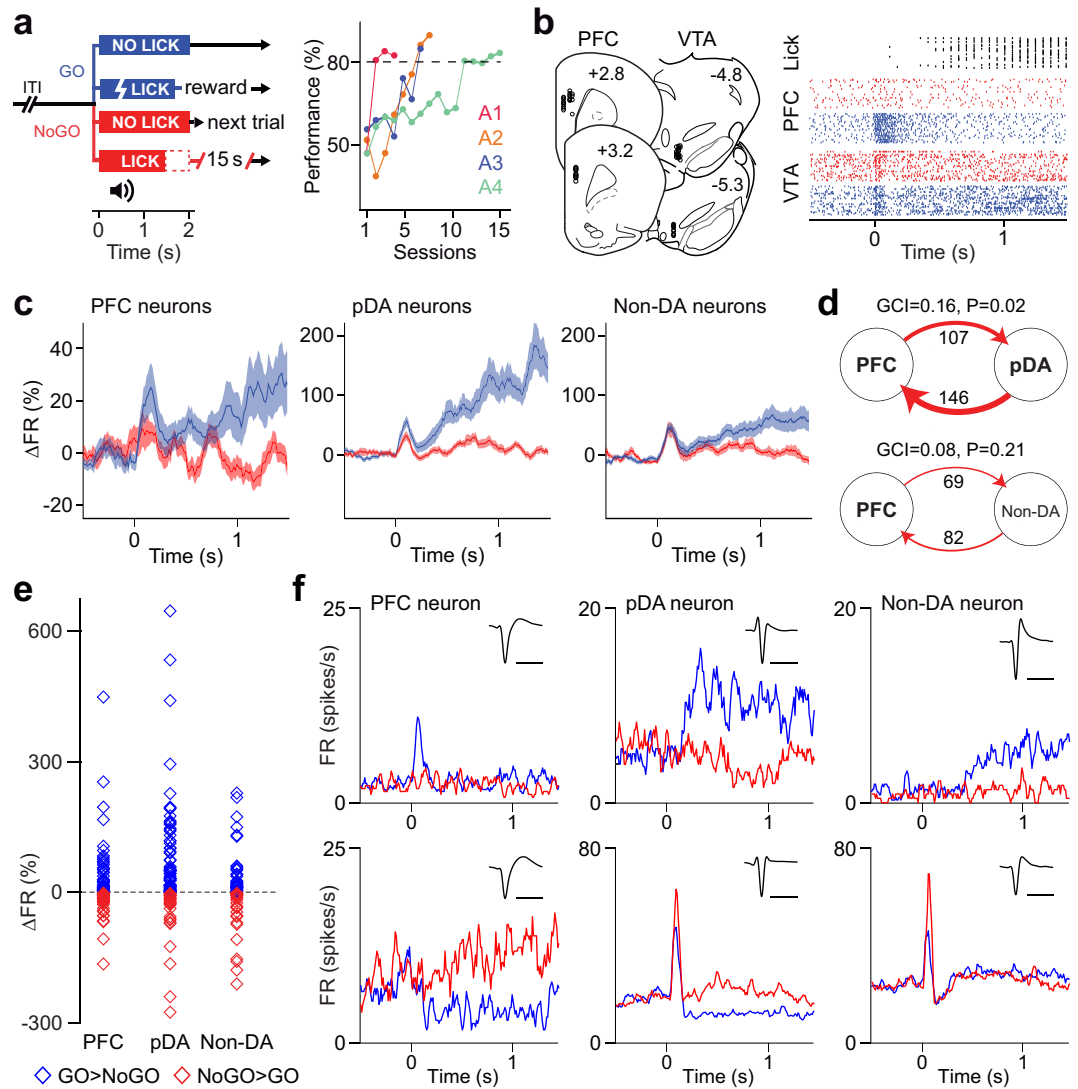 a
GO
NO LICK
ITI
LICK
reward
NoGO
NO LICK
next trial
LICK
15 s
0 1 2
Time (s)
Performance (%)
80
50
A1
A2
A3
A4
1 5 10 15
Sessions
b
PFC
VTA
+2.8
-4.8
+3.2
-5.3
Lick
PFC
VTA
0 1
Time (s)
c
PFC neurons
ΔFR (%)
40
20
0
-20
0 1
Time (s)
pDA neurons
200
100
0
0 1
Time (s)
Non-DA neurons
200
100
0
0 1
Time (s)
d
GCI=0.16, P=0.02
107
PFC
pDA
146
GCI=0.08, P=0.21
69
PFC
Non-DA
82
e
ΔFR (%)
600
300
0
-300
PFC pDA Non-DA
GO>NoGO NoGO>GO
f
PFC neuron
FR (spikes/s)
25
0
0 1
pDA neuron
20
0
0 1
Non-DA neuron
20
0
0 1
FR (spikes/s)
25
0
0 1
Time (s)
80
0
0 1
Time (s)
80
0
0 1
Time (s)